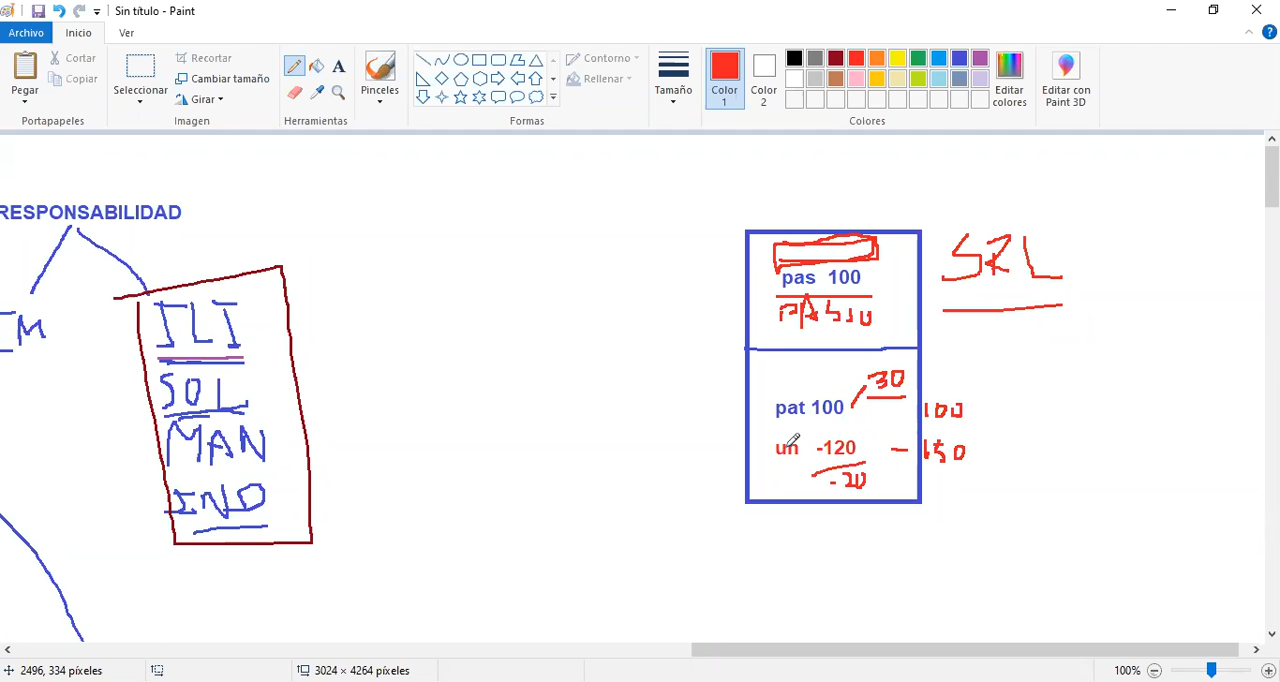 Sin título - Paint
Archivo Inicio Ver
Pegar
Cortar
Copiar
Portapapeles
Seleccionar
Recortar
Cambiar tamaño
Girar
Imagen
A
Herramientas
Pinceles
Contorno
Rellenar
Formas
Tamaño
Color 1
Color 2
Editar colores
Editar con Paint 3D
Colores
RESPONSABILIDAD
IM
ILI
SOL
MAN
IND
pas 100
PASIV
SRL
pat 100
30
100
un -120
-150
-20
2496, 334 píxeles
3024 × 4264 píxeles
100%